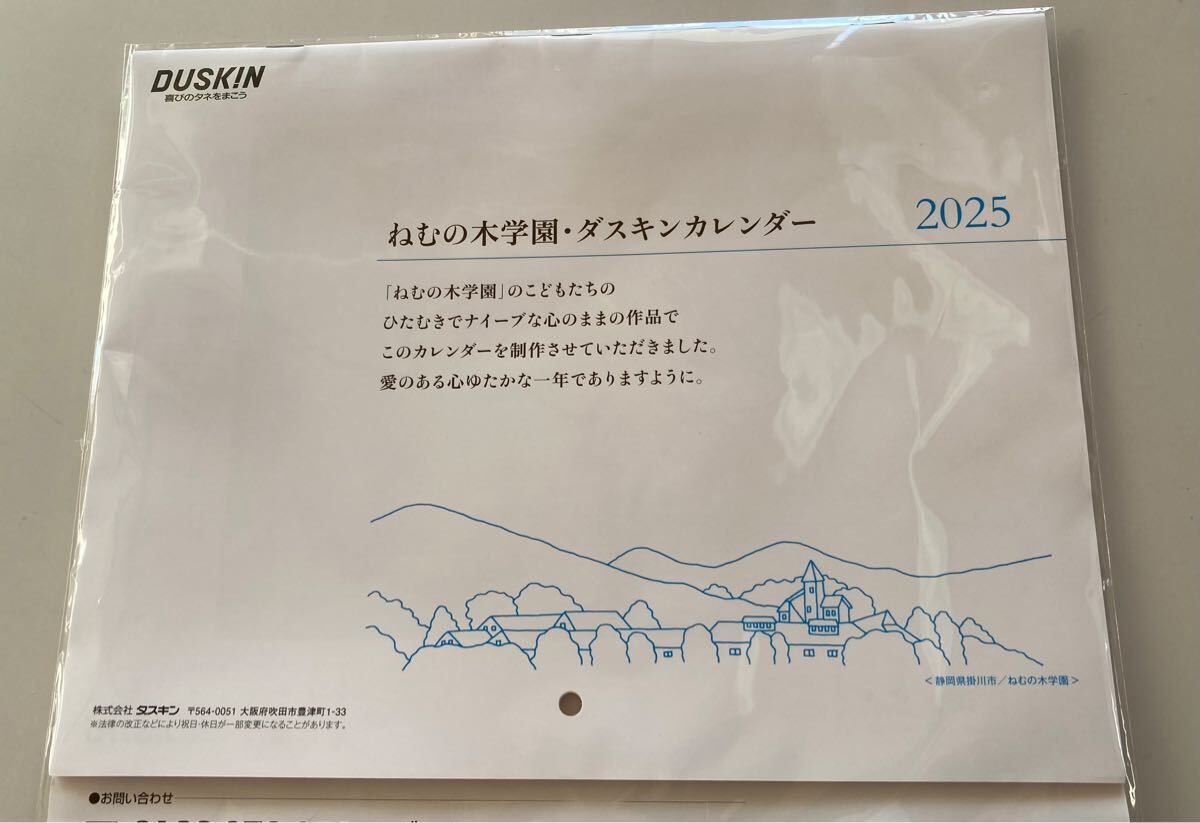 DUSK!N
喜びのタネをまこう
ねむの木学園・ダスキンカレンダー
2025
「ねむの木学園」のこどもたちの
ひたむきでナイーブな心のままの作品で
このカレンダーを制作させていただきました。
愛のある心ゆたかな一年でありますように。
<静岡県掛川市/ねむの木学園>
株式会社 ダスキン 〒564-0051 大阪府吹田市豊津町1-33
※法律の改正などにより祝日・休日が一部変更になることがあります。
●お問い合わせ